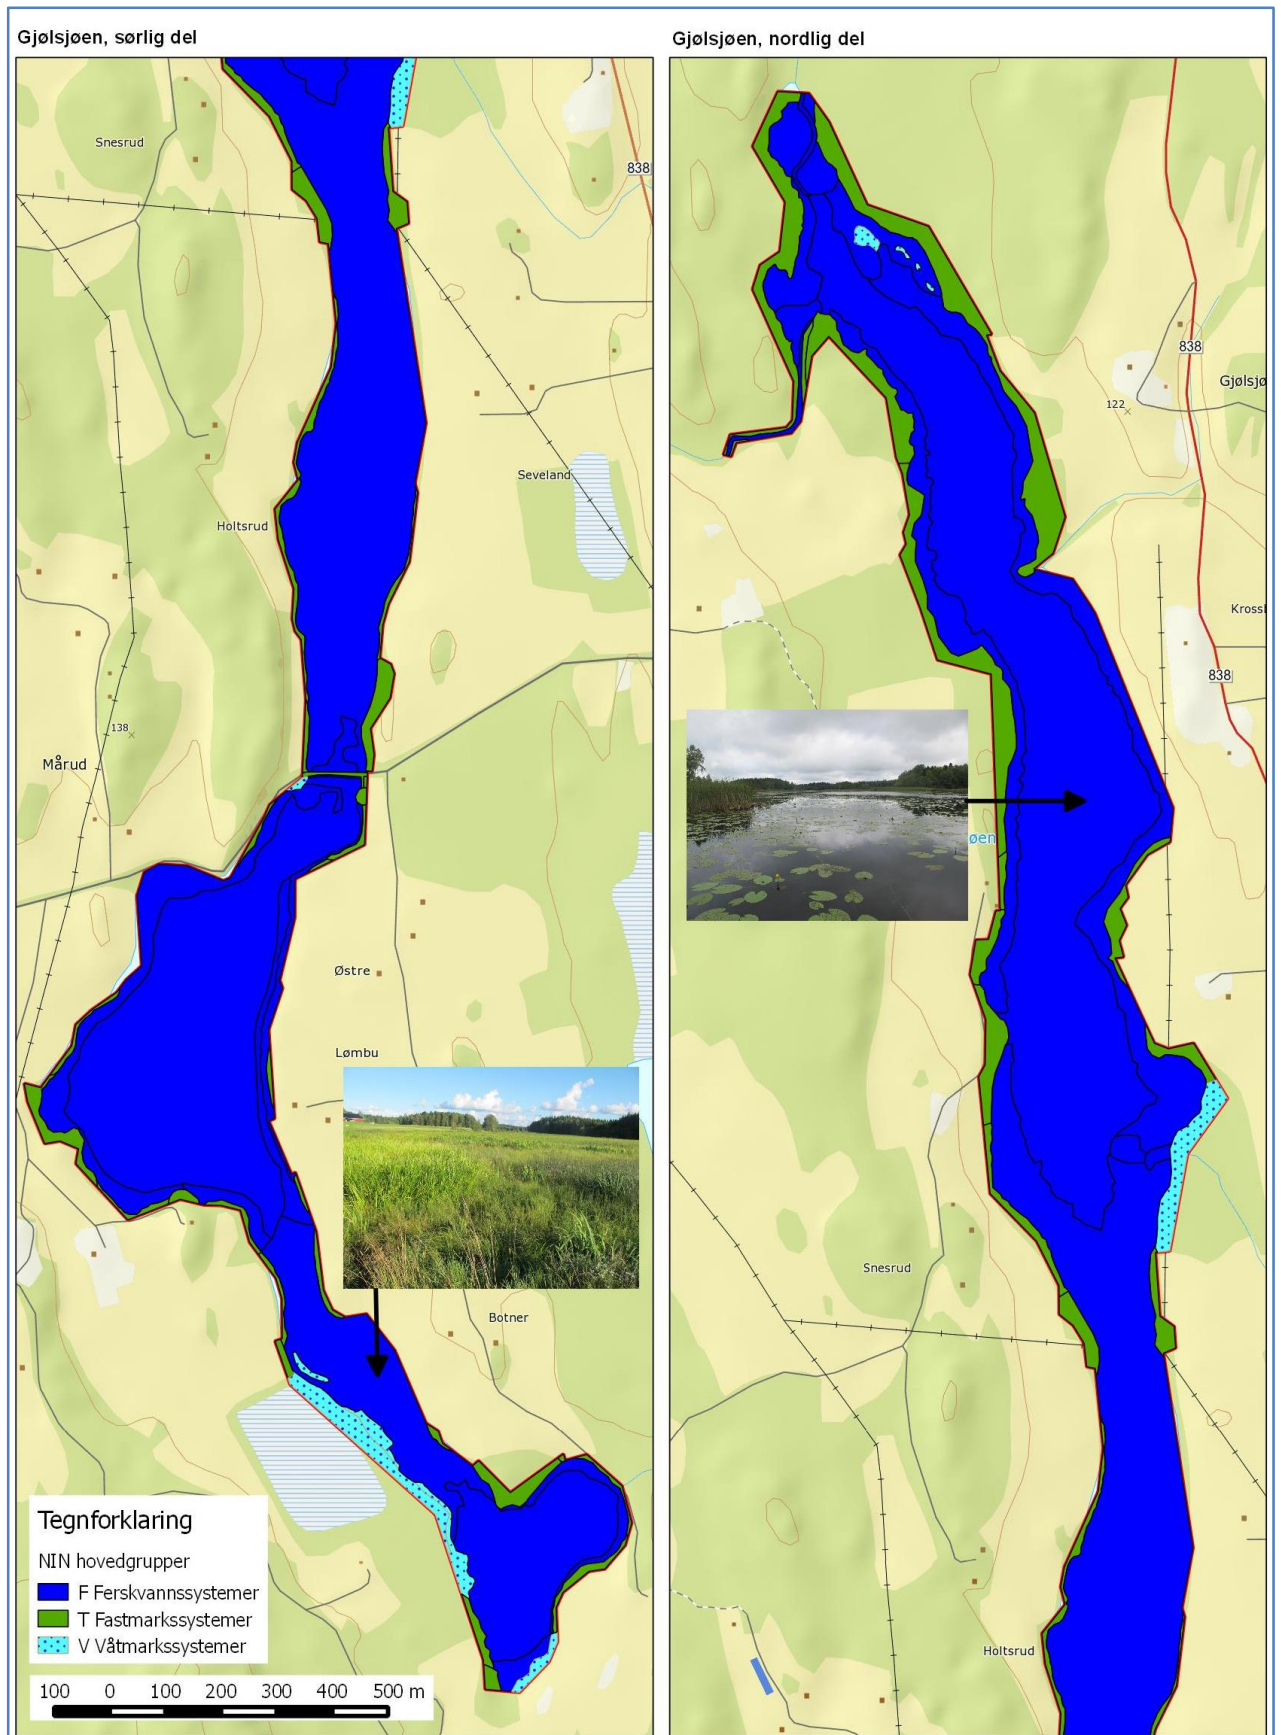 Gjølsjøen, sørlig del
Snesrud
838
Seveland
Holtsrud
138
Mårud
Østre
Lømbu
Botner
Tegnforklaring
NIN hovedgrupper
F Ferskvannssystemer
T Fastmarkssystemer
V Våtmarkssystemer
100 0 100 200 300 400 500 m
Gjølsjøen, nordlig del
838
Gjølsjø
122
Kross
838
øen
Snesrud
Holtsrud